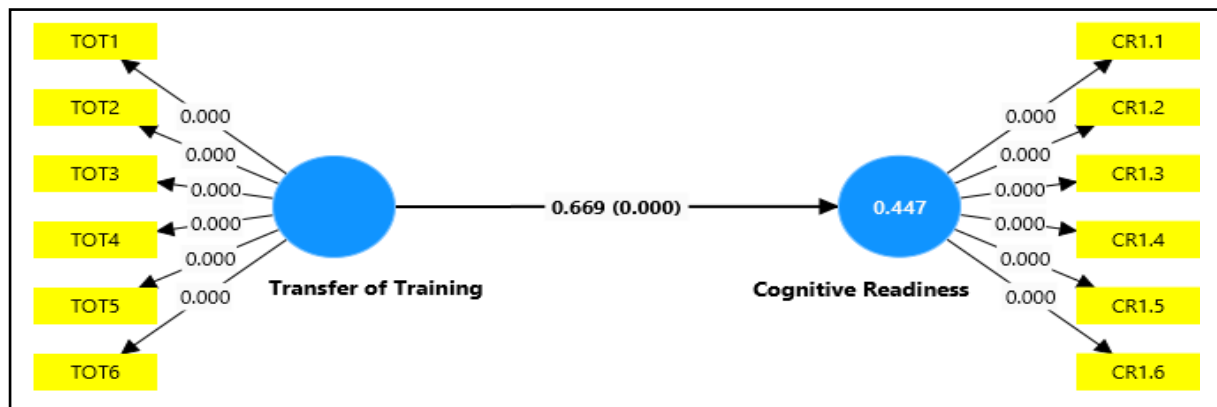 TOT1
TOT2
TOT3
TOT4
TOT5
TOT6
0.000
0.000
0.000
0.000
0.000
0.000
Transfer of Training
0.669 (0.000)
0.447
Cognitive Readiness
0.000
0.000
0.000
0.000
0.000
0.000
CR1.1
CR1.2
CR1.3
CR1.4
CR1.5
CR1.6